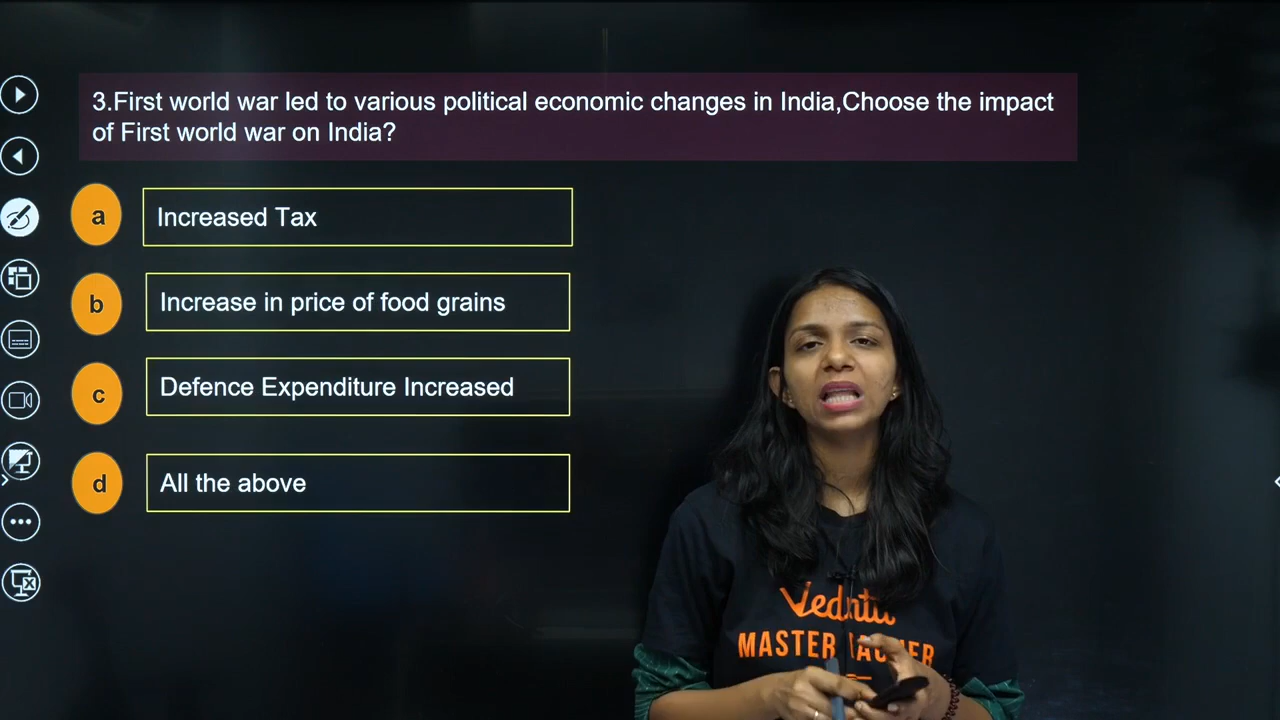 3.First world war led to various political economic changes in India,Choose the impact
of First world war on India?
a
Increased Tax
b
Increase in price of food grains
c
Defence Expenditure Increased
d
All the above
Vedantu
MASTER TEACHER